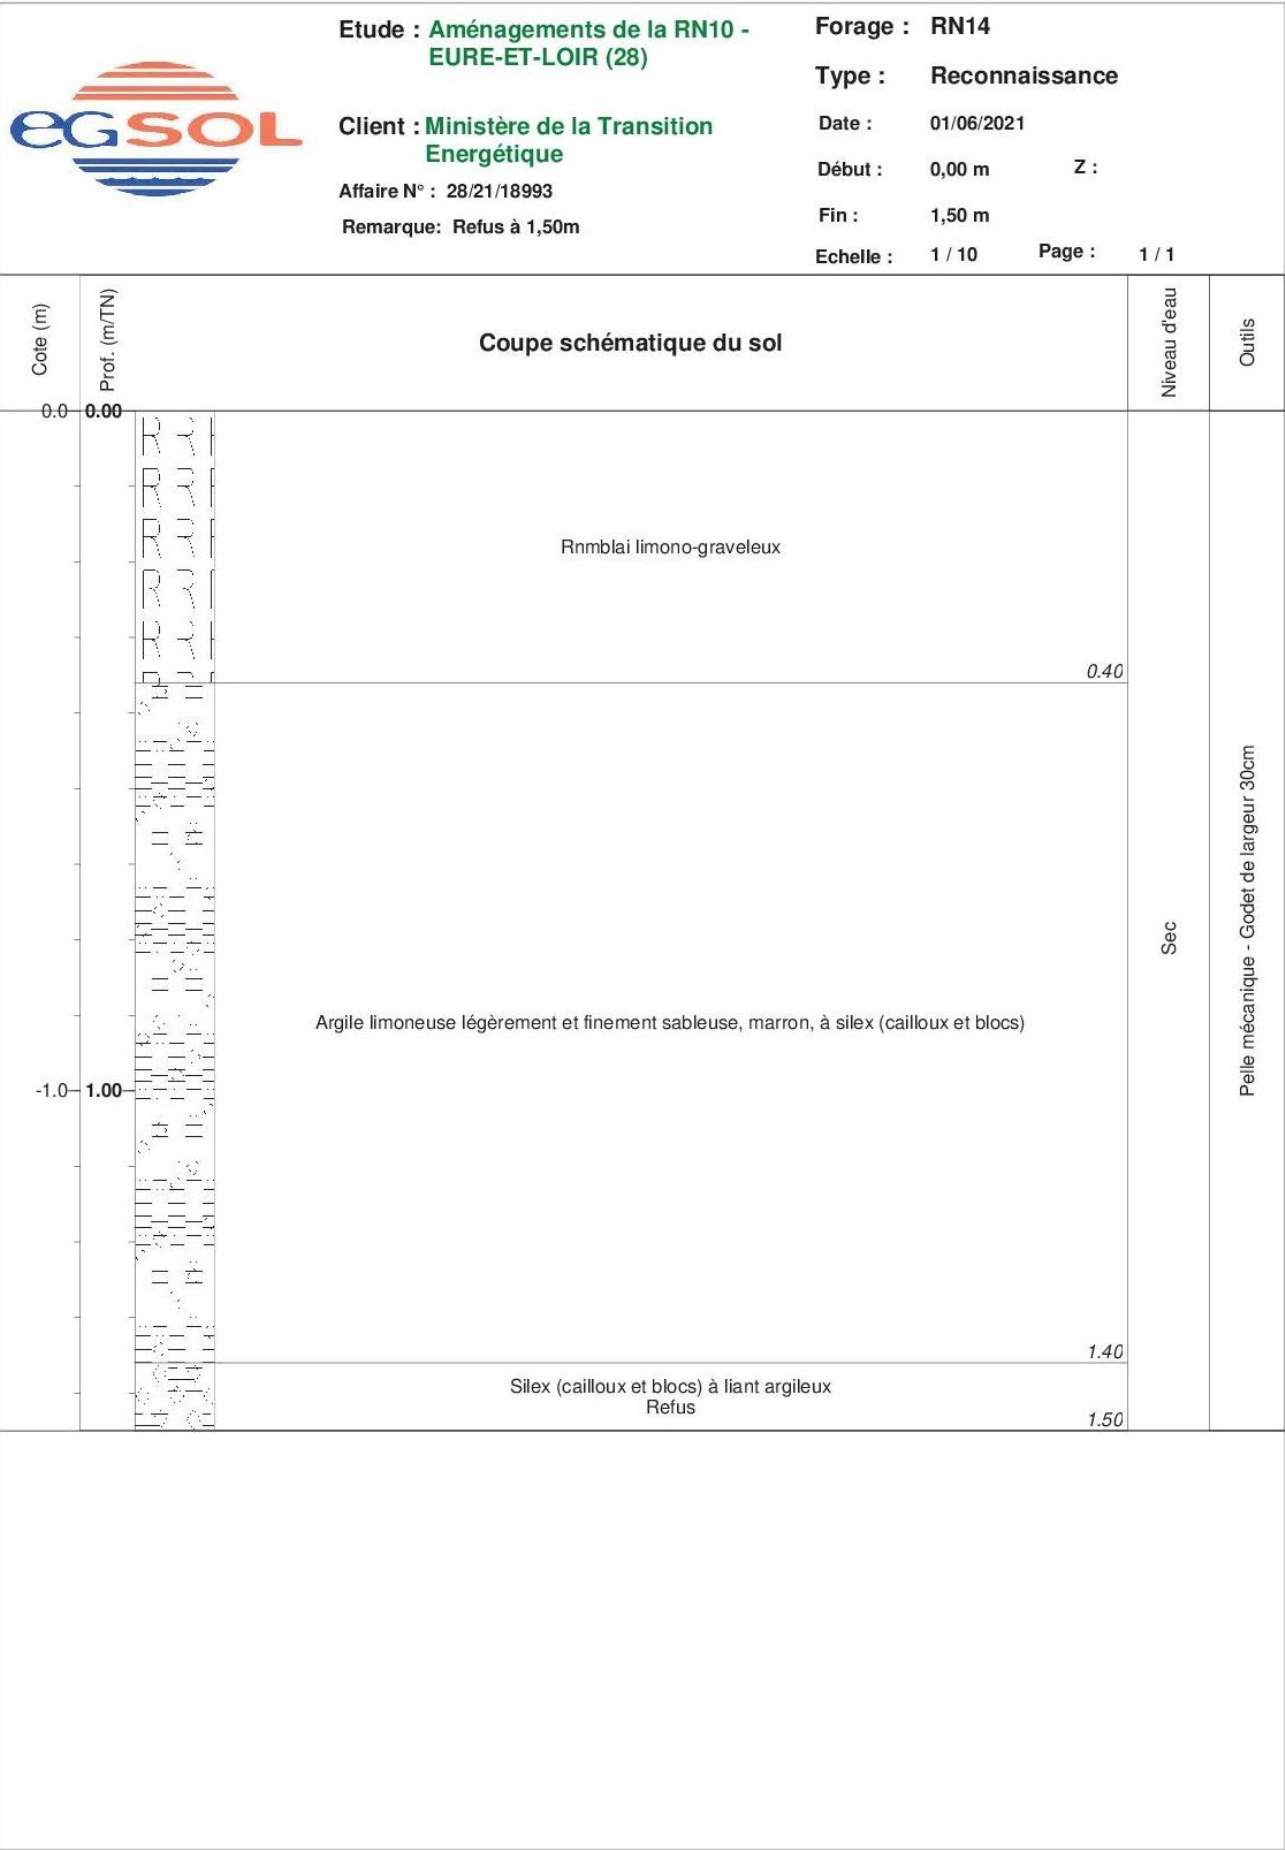 eGSOL
Etude : Aménagements de la RN10 -
EURE-ET-LOIR (28)
Client : Ministère de la Transition
Energétique
Affaire N° : 28/21/18993
Remarque: Refus à 1,50m
Forage : RN14
Type : Reconnaissance
Date : 01/06/2021
Début : 0,00 m Z :
Fin : 1,50 m
Echelle : 1 / 10 Page : 1 / 1
Cote (m)
Prof. (m/TN)
Coupe schématique du sol
Niveau d'eau
Outils
0.0 0.00
Rnmblai limono-graveleux
0.40
Argile limoneuse légèrement et finement sableuse, marron, à silex (cailloux et blocs)
-1.0 1.00
1.40
Silex (cailloux et blocs) à liant argileux
Refus
1.50
Sec
Pelle mécanique - Godet de largeur 30cm